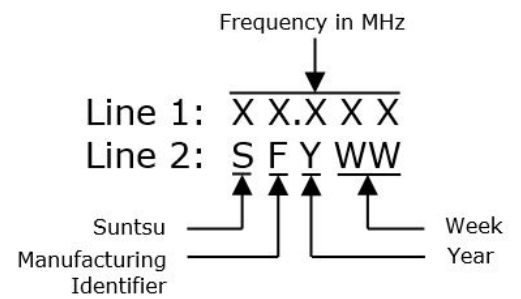 Frequency in MHz
Line 1: X X.X X X
Line 2: S F Y WW
Suntsu
Week
Manufacturing
Identifier
Year